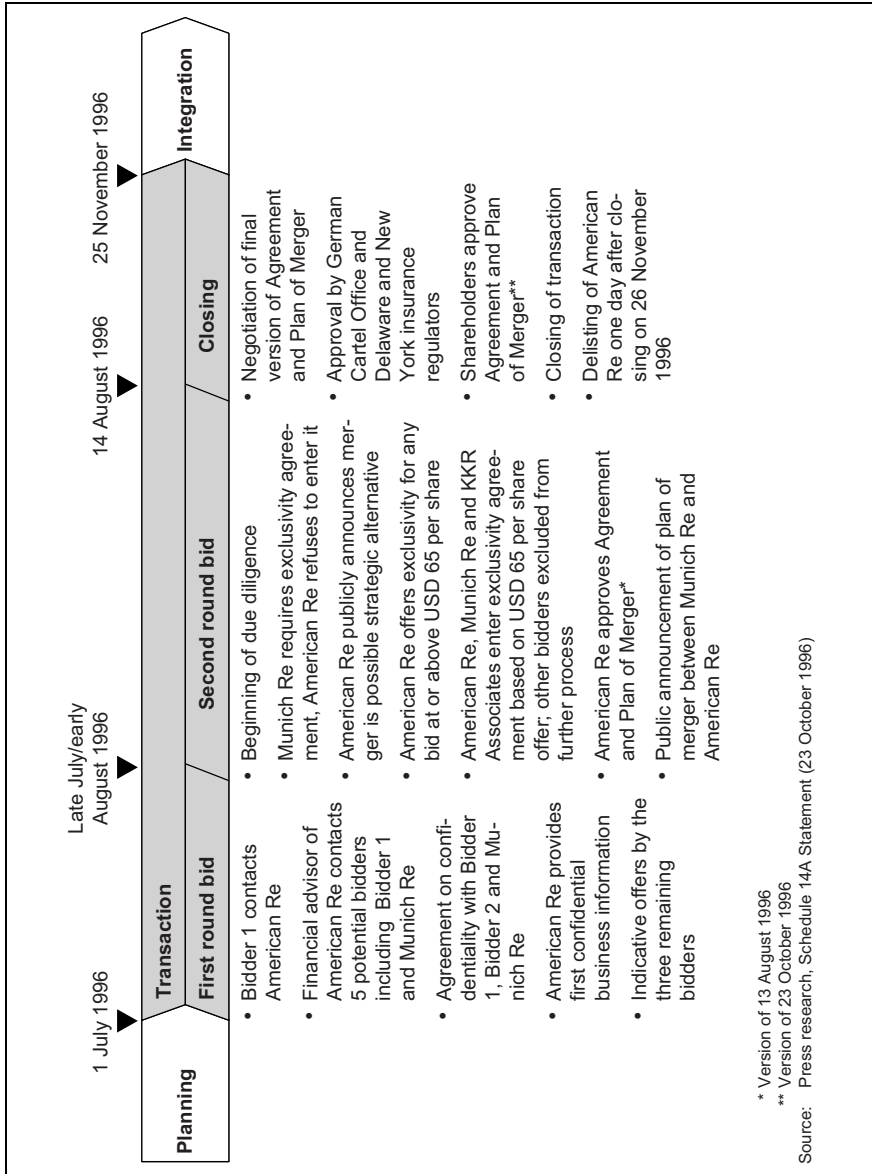 1 July 1996
Late July/early
August 1996
14 August 1996
25 November 1996
Planning
Transaction
Integration
First round bid
Second round bid
Closing
• Bidder 1 contacts
American Re
• Financial advisor of
American Re contacts
5 potential bidders
including Bidder 1
and Munich Re
• Agreement on confi-
dentiality with Bidder
1, Bidder 2 and Mu-
nich Re
• American Re provides
first confidential
business information
• Indicative offers by the
three remaining
bidders
• Beginning of due diligence
• Munich Re requires exclusivity agree-
ment, American Re refuses to enter it
• American Re publicly announces mer-
ger is possible strategic alternative
• American Re offers exclusivity for any
bid at or above USD 65 per share
• American Re, Munich Re and KKR
Associates enter exclusivity agree-
ment based on USD 65 per share
offer; other bidders excluded from
further process
• American Re approves Agreement
and Plan of Merger*
• Public announcement of plan of
merger between Munich Re and
American Re
• Negotiation of final
version of Agreement
and Plan of Merger
• Approval by German
Cartel Office and
Delaware and New
York insurance
regulators
• Shareholders approve
Agreement and Plan
of Merger**
• Closing of transaction
• Delisting of American
Re one day after clo-
sing on 26 November
1996
* Version of 13 August 1996
** Version of 23 October 1996
Source: Press research, Schedule 14A Statement (23 October 1996)